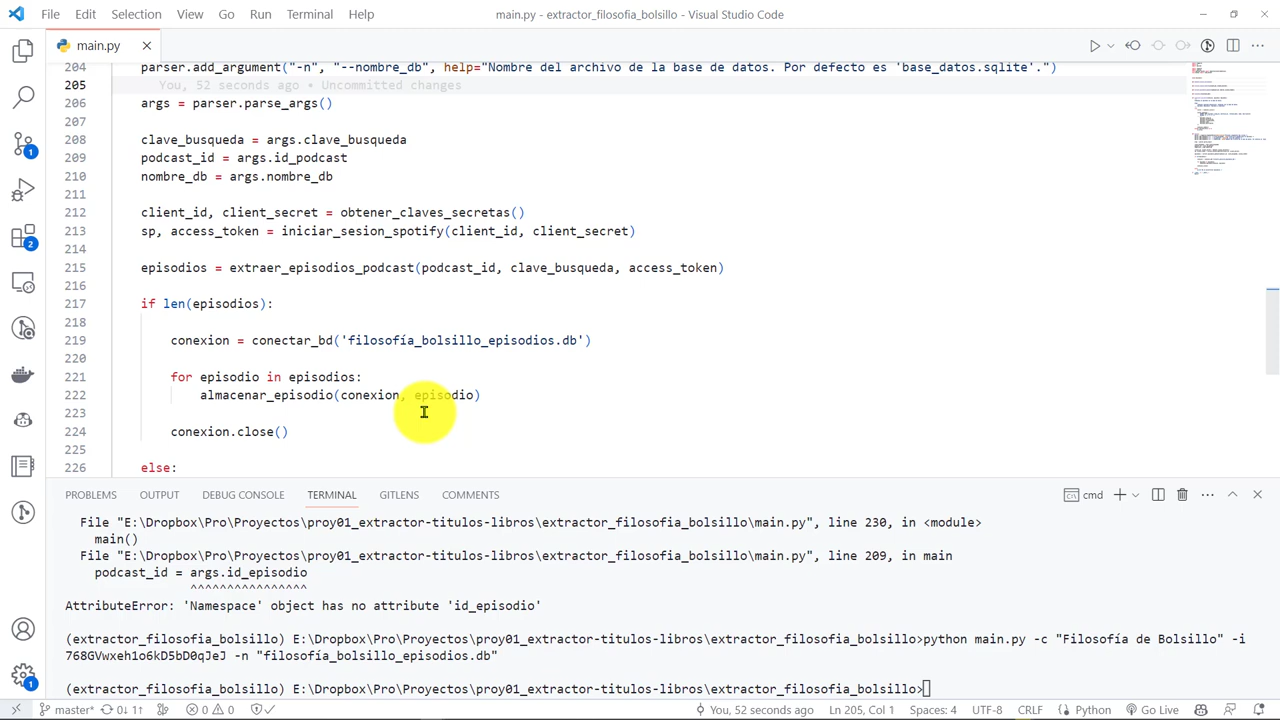 File Edit Selection View Go Run Terminal Help
main.py - extractor_filosofia_bolsillo - Visual Studio Code
main.py
204 parser.add_argument("-n", "--nombre_db", help="Nombre del archivo de la base de datos. Por defecto es 'basedatos.sqlite'.")
205 You, 52 seconds ago • Uncommitted changes
206 args = parser.parse_args()
207
208 clave_busqueda = args.clave_busqueda
209 podcast_id = args.id_podcast
210 nombre_db = args.nombre_db
211
212 client_id, client_secret = obtener_claves_secretas()
213 sp, access_token = iniciar_sesion_spotify(client_id, client_secret)
214
215 episodios = extraer_episodios_podcast(podcast_id, clave_busqueda, access_token)
216
217 if len(episodios):
218
219 conexion = conectar_bd('filosofía_bolsillo_episodios.db')
220
221 for episodio in episodios:
222 almacenar_episodio(conexion, episodio)
223
224 conexion.close()
225
226 else:
PROBLEMS OUTPUT DEBUG CONSOLE TERMINAL GITLENS COMMENTS
cmd
File "E:\Dropbox\Pro\Proyectos\proy01_extractor-titulos-libros\extractor_filosofia_bolsillo\main.py", line 230, in <module>
main()
File "E:\Dropbox\Pro\Proyectos\proy01_extractor-titulos-libros\extractor_filosofia_bolsillo\main.py", line 209, in main
podcast_id = args.id_episodio
^^^^^^^^^^^^^^^^
AttributeError: 'Namespace' object has no attribute 'id_episodio'
(extractor_filosofia_bolsillo) E:\Dropbox\Pro\Proyectos\proy01_extractor-titulos-libros\extractor_filosofia_bolsillo>python main.py -c "Filosofía de Bolsillo" -i
768GVwxeh1o6kD5bD0qJeJ -n "filosofía_bolsillo_episodios.db"
(extractor_filosofia_bolsillo) E:\Dropbox\Pro\Proyectos\proy01_extractor-titulos-libros\extractor_filosofia_bolsillo>
1
2
1
master* 0↓ 1↑ 0 0 You, 52 seconds ago Ln 205, Col 1 Spaces: 4 UTF-8 CRLF Python Go Live